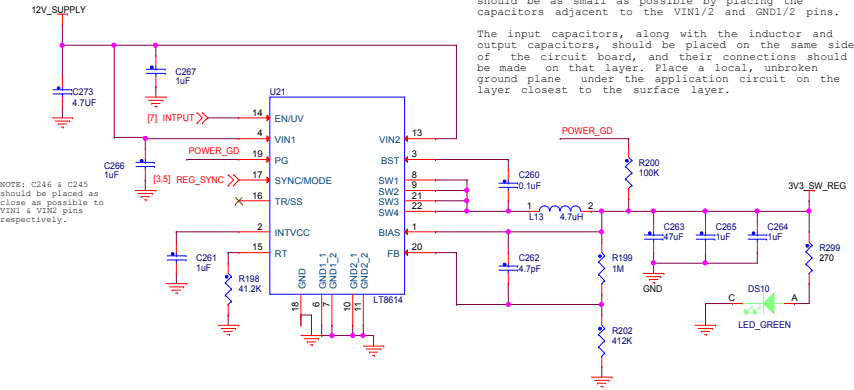 should be as small as possible by placing the
capacitors adjacent to the VIN1/2 and GND1/2 pins.
The input capacitors, along with the inductor and
output capacitors, should be placed on the same side
of the circuit board, and their connections should
be made on that layer. Place a local, unbroken
ground plane under the application circuit on the
layer closest to the surface layer.
12V_SUPPLY
C267
1uF
C273
4.7UF
U21
[7] INTPUT
14 EN/UV
4 VIN1
POWER_GD
19 PG
[3,5] REG_SYNC
17 SYNC/MODE
16 TR/SS
2 INTVCC
15 RT
C266
1uF
NOTE: C246 & C245
should be placed as
close as possible to
VIN1 & VIN2 pins
respectively.
C261
1uF
R198
41.2K
VIN2 13
BST 3
SW1 8
SW2 9
SW3 21
SW4 22
BIAS 1
FB 20
GND
GND1_1
GND1_2
GND2_1
GND2_2
18
6
7
10
11
LT8614
POWER_GD
R200
100K
C260
0.1uF
1 2
L13 4.7uH
3V3_SW_REG
C263
47uF
C265
1uF
C264
1uF
GND
C262
4.7pF
R199
1M
R299
270
DS10
C A
LED_GREEN
R202
412K